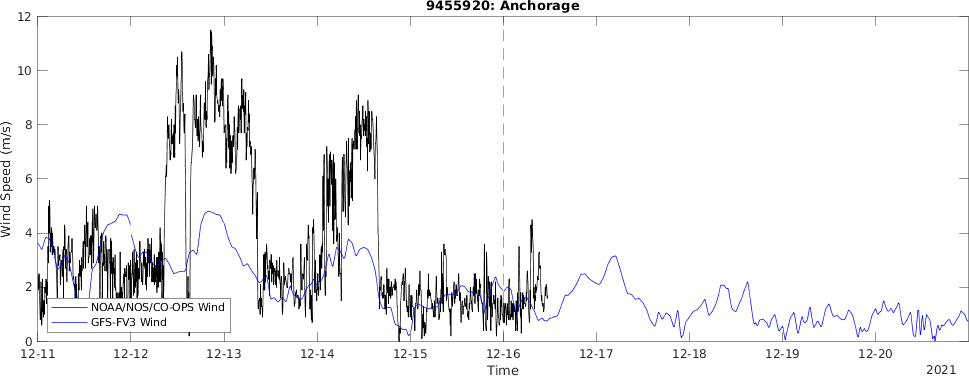 9455920: Anchorage
12
10
8
6
4
2
0
Wind Speed (m/s)
NOAA/NOS/CO-OPS Wind
GFS-FV3 Wind
12-11 12-12 12-13 12-14 12-15 12-16 12-17 12-18 12-19 12-20
Time
2021